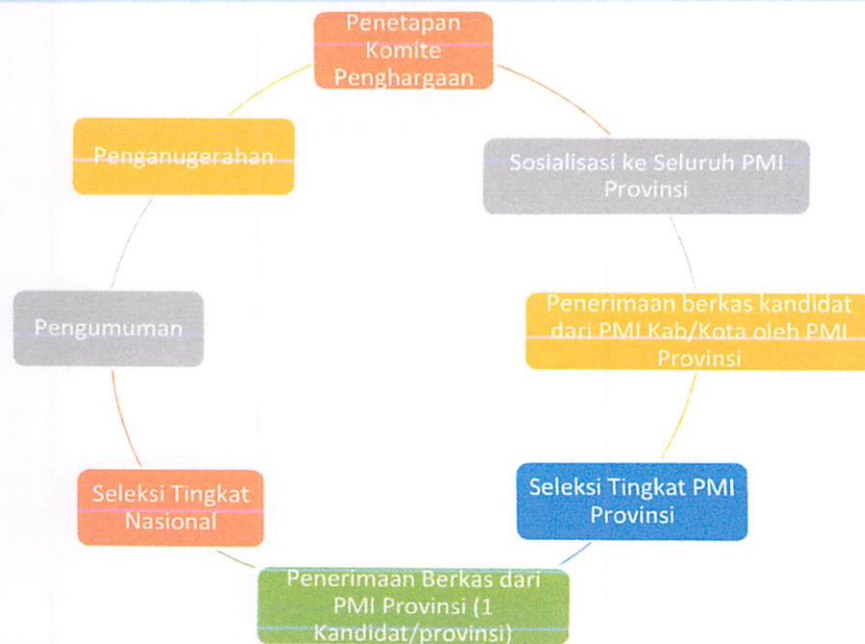 Penetapan
Komite
Penghargaan
Sosialisasi ke Seluruh PMI
Provinsi
Penerimaan berkas kandidat
dari PMI Kab/Kota oleh PMI
Provinsi
Seleksi Tingkat PMI
Provinsi
Penerimaan Berkas dari
PMI Provinsi (1
Kandidat/provinsi)
Seleksi Tingkat
Nasional
Pengumuman
Penganugerahan